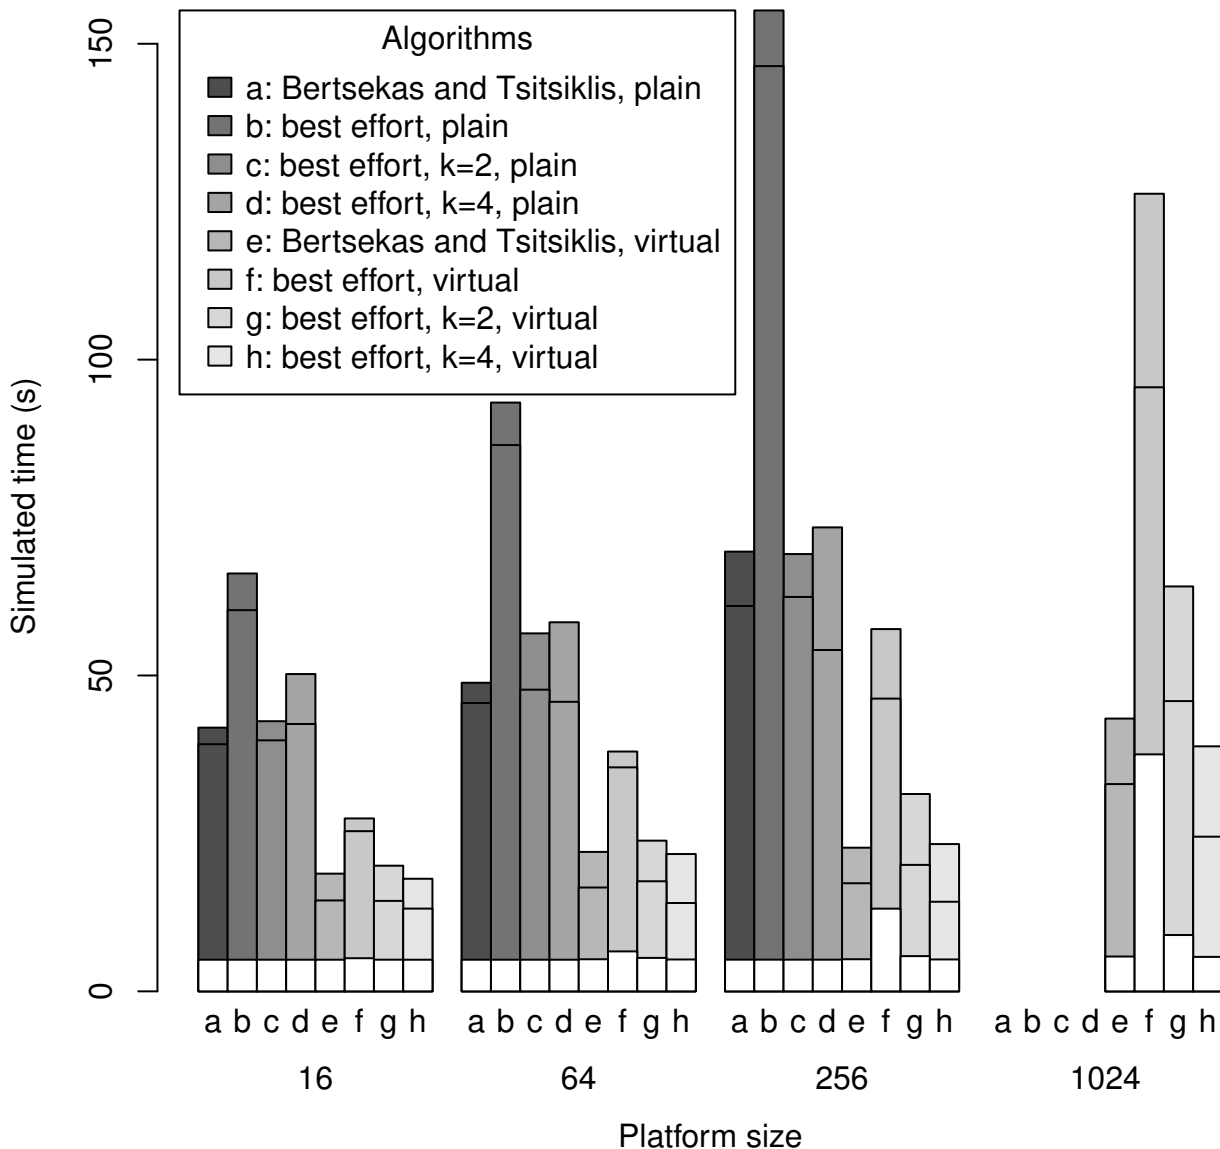 Algorithms
a: Bertsekas and Tsitsiklis, plain
b: best effort, plain
c: best effort, k=2, plain
d: best effort, k=4, plain
e: Bertsekas and Tsitsiklis, virtual
f: best effort, virtual
g: best effort, k=2, virtual
h: best effort, k=4, virtual
Simulated time (s)
150
100
50
0
a b c d e f g h a b c d e f g h a b c d e f g h a b c d e f g h
16 64 256 1024
Platform size